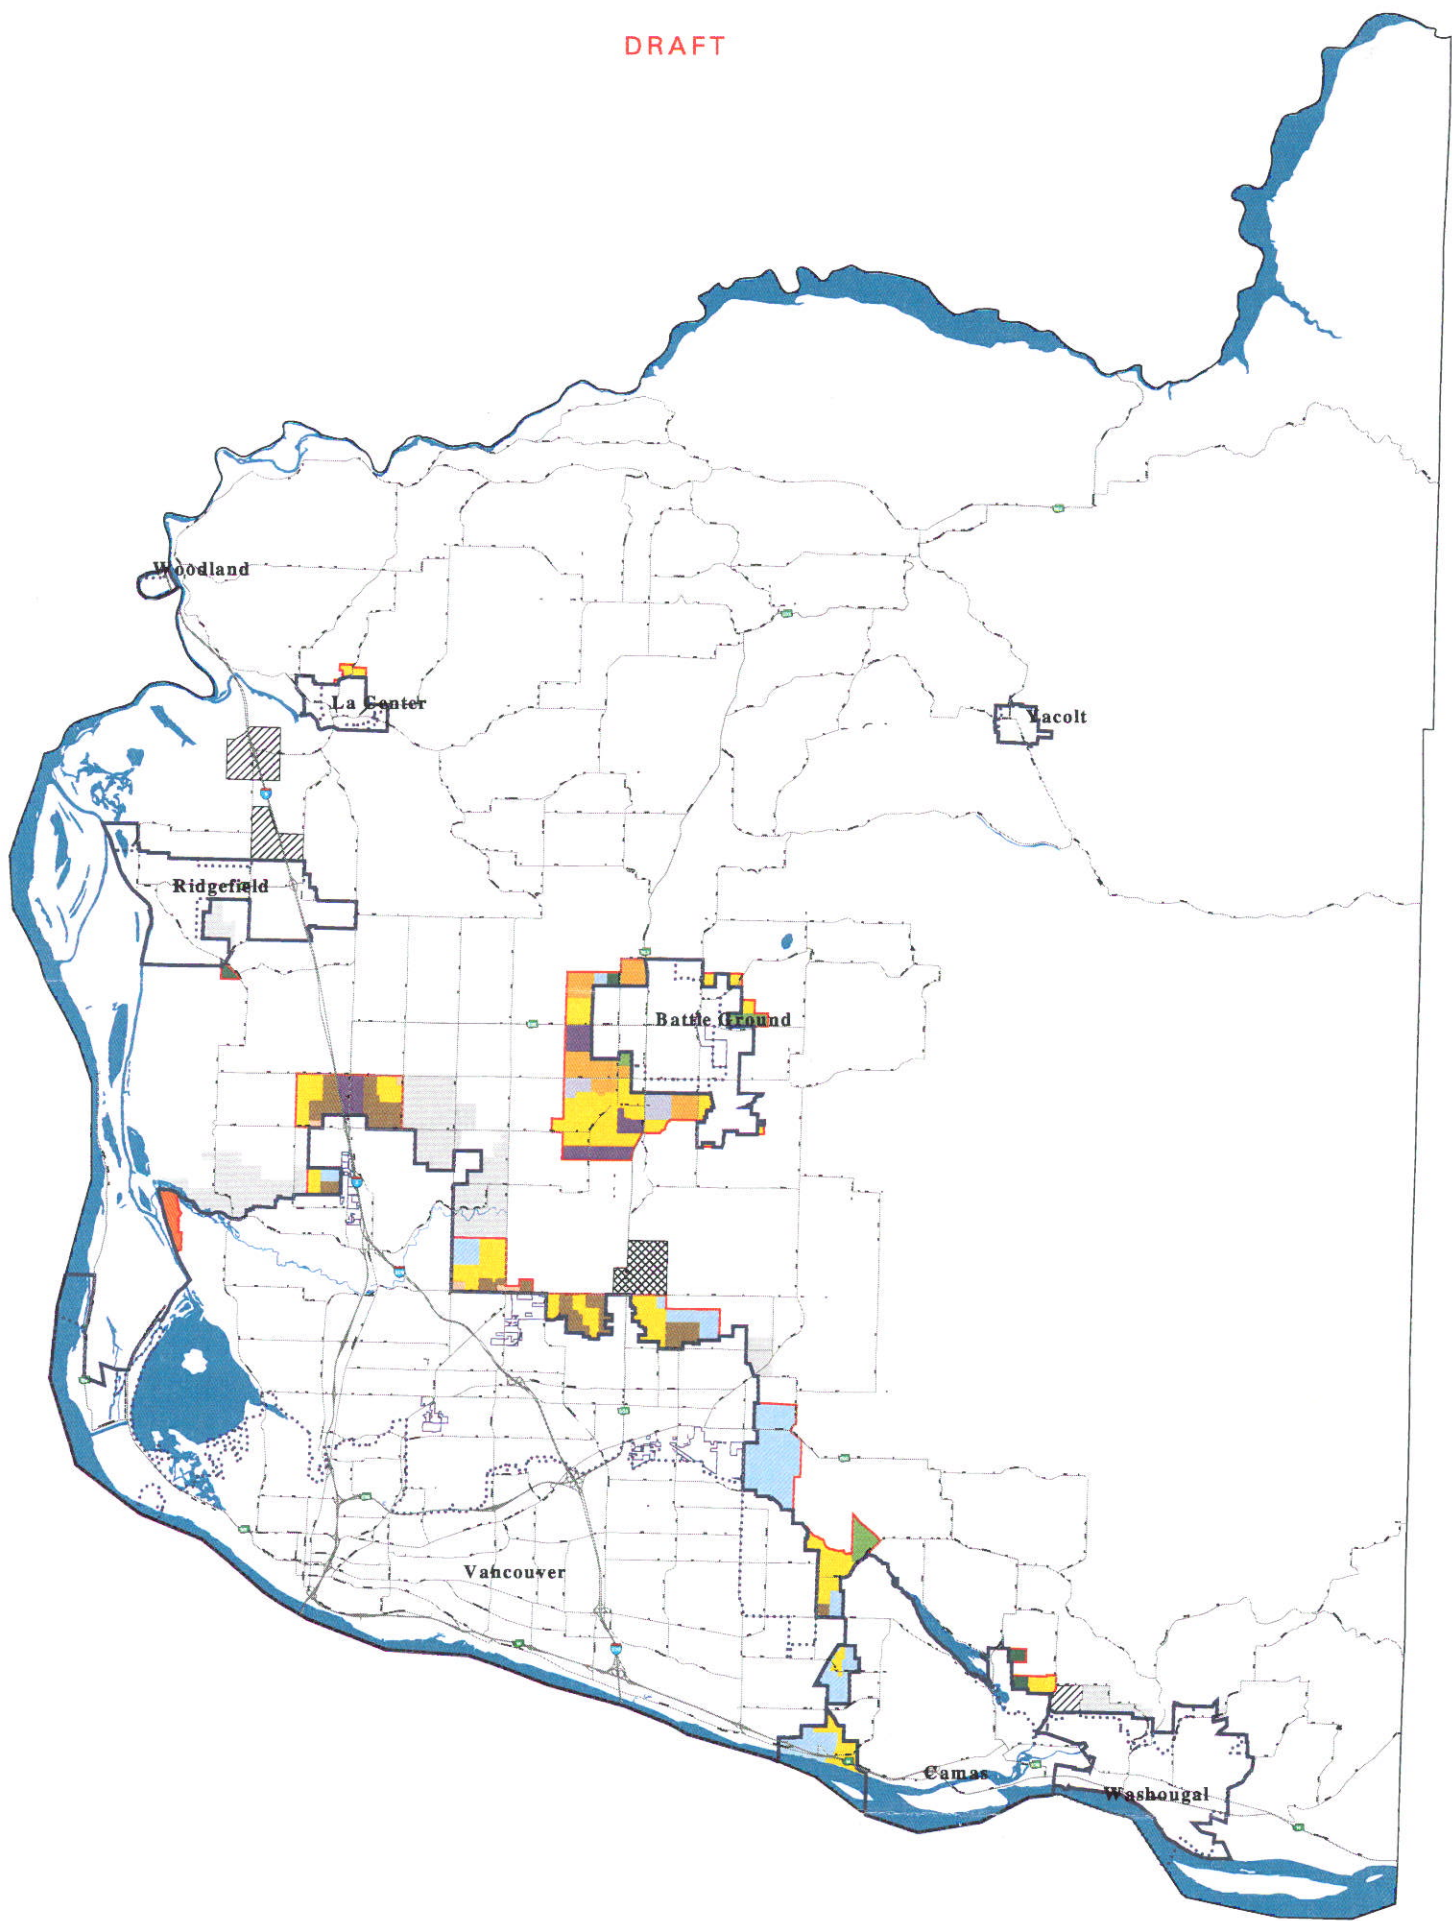 DRAFT
Woodland
La Center
Yacolt
Ridgefield
Battle Ground
Vancouver
Camas
Washougal